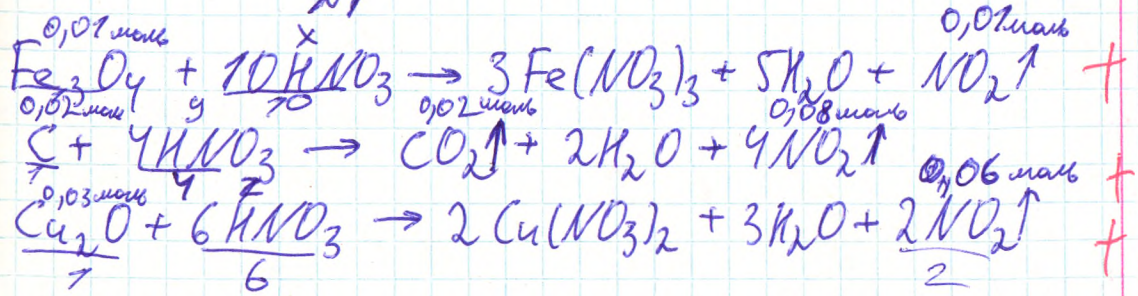 0,01 моль x 0,01 моль
Fe₃O₄ + 10HNO₃ → 3Fe(NO₃)₃ + 5H₂O + NO₂↑ +
10
0,02 моль y 0,02 моль 0,08 моль
C + 4HNO₃ → CO₂↑ + 2H₂O + 4NO₂↑ +
1 4
0,03 моль z 0,06 моль
Cu₂O + 6HNO₃ → 2Cu(NO₃)₂ + 3H₂O + 2NO₂↑ +
1 6 2